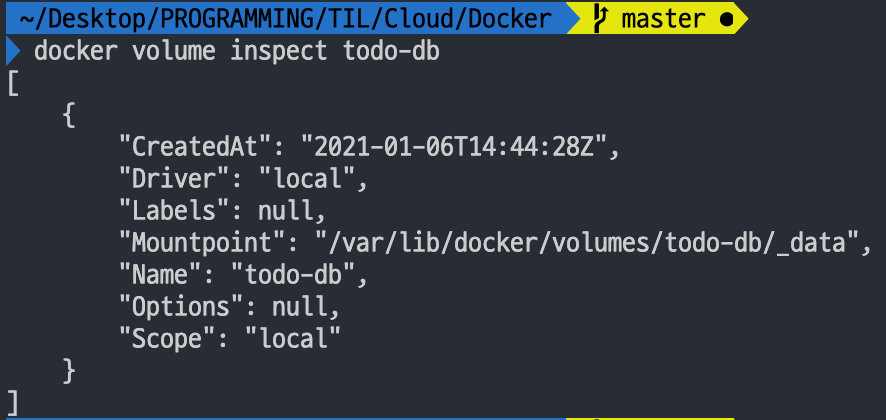 ~/Desktop/PROGRAMMING/TIL/Cloud/Docker master ●
docker volume inspect todo-db
[
    {
        "CreatedAt": "2021-01-06T14:44:28Z",
        "Driver": "local",
        "Labels": null,
        "Mountpoint": "/var/lib/docker/volumes/todo-db/_data",
        "Name": "todo-db",
        "Options": null,
        "Scope": "local"
    }
]